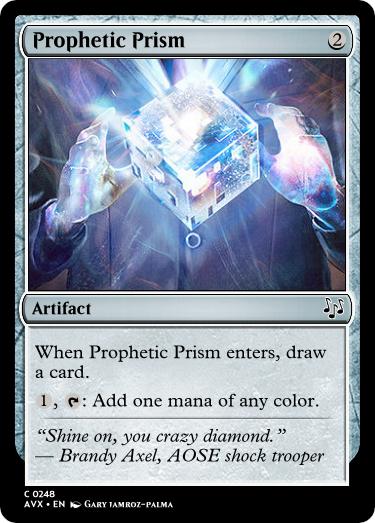 Prophetic Prism 2
Artifact
When Prophetic Prism enters, draw
a card.
1, : Add one mana of any color.
“Shine on, you crazy diamond.”
— Brandy Axel, AOSE shock trooper
C 0248
AVX • EN Gary Jamroz-Palma